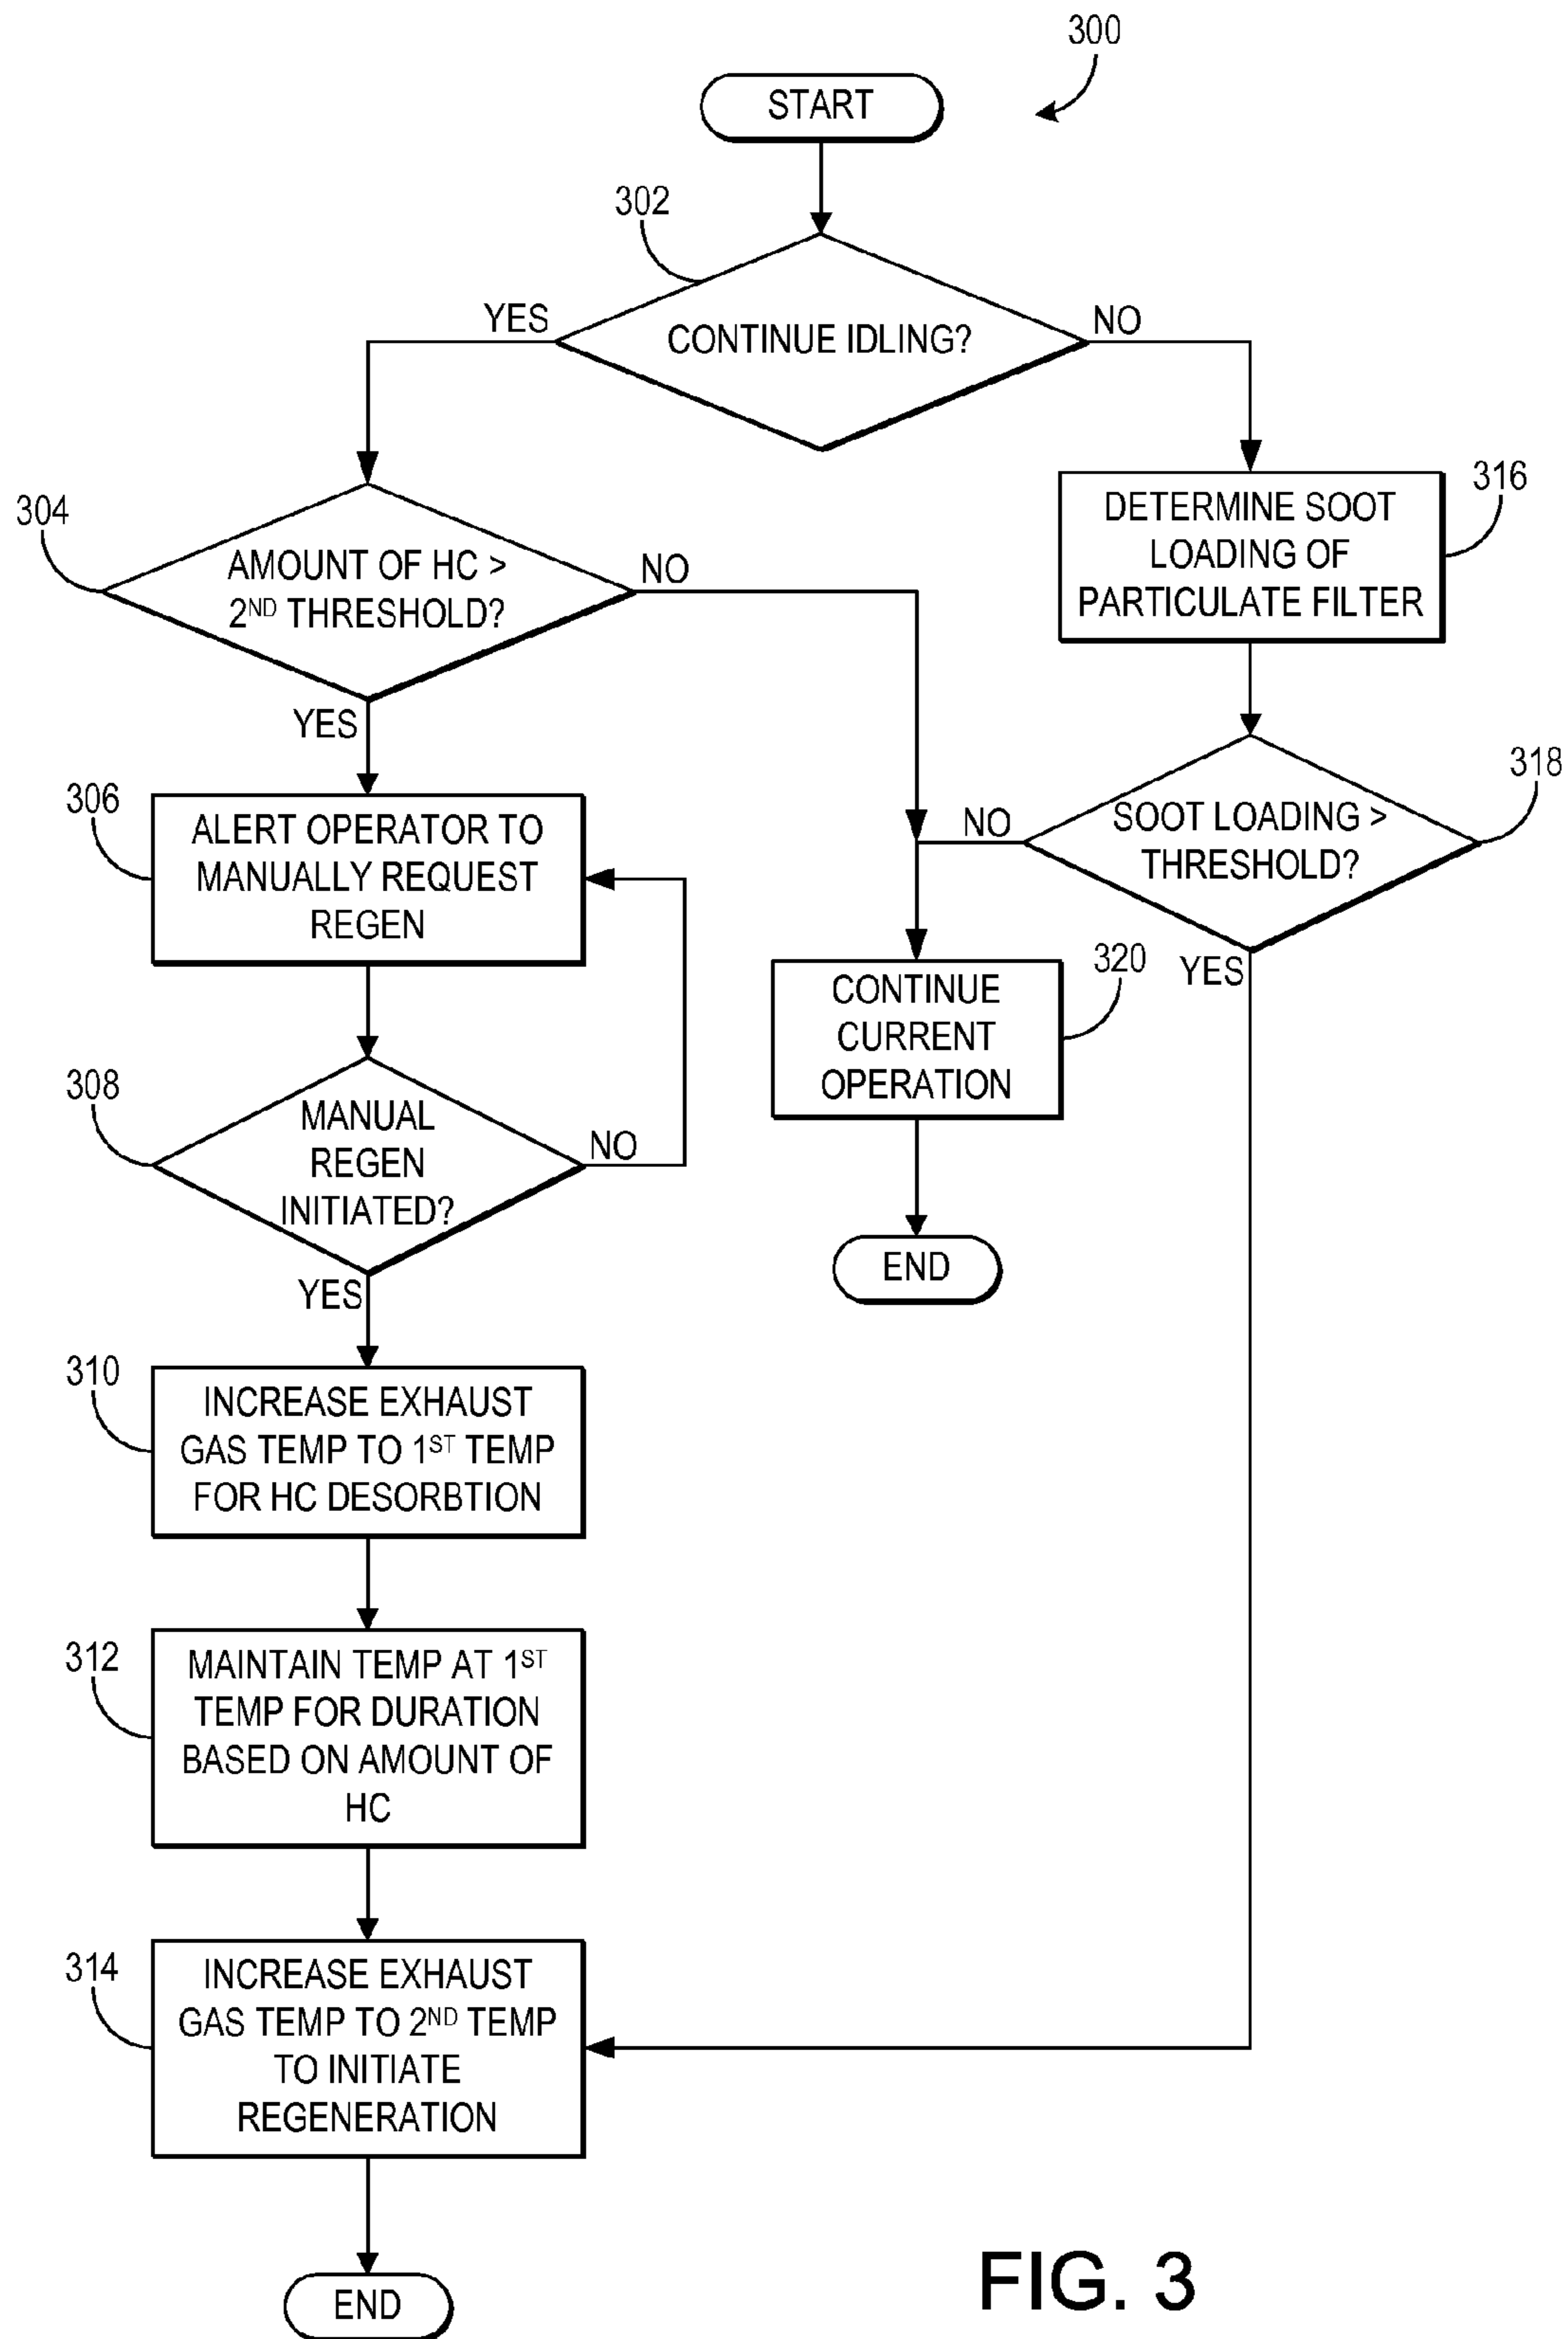 300
START
302
YES
CONTINUE IDLING?
NO
304
AMOUNT OF HC >
2ND THRESHOLD?
NO
YES
316
DETERMINE SOOT
LOADING OF
PARTICULATE FILTER
306
ALERT OPERATOR TO
MANUALLY REQUEST
REGEN
318
SOOT LOADING >
THRESHOLD?
NO
YES
320
CONTINUE
CURRENT
OPERATION
END
308
MANUAL
REGEN
INITIATED?
NO
YES
310
INCREASE EXHAUST
GAS TEMP TO 1ST TEMP
FOR HC DESORBTION
312
MAINTAIN TEMP AT 1ST
TEMP FOR DURATION
BASED ON AMOUNT OF
HC
314
INCREASE EXHAUST
GAS TEMP TO 2ND TEMP
TO INITIATE
REGENERATION
END
FIG. 3